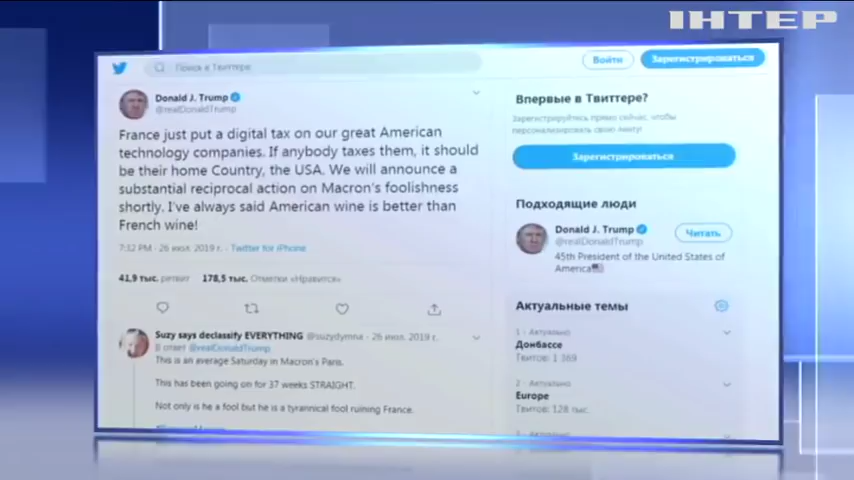 ІНТЕР
Поиск в Твиттере
Войти
Зарегистрироваться
Donald J. Trump
@realDonaldTrump
France just put a digital tax on our great American
technology companies. If anybody taxes them, it should
be their home Country, the USA. We will announce a
substantial reciprocal action on Macron's foolishness
shortly. I've always said American wine is better than
French wine!
7:32 PM · 26 июл. 2019 г. · Twitter for iPhone
41,9 тыс. ретвит 178,5 тыс. Отметки «Нравится»
Suzy says declassify EVERYTHING @suzydymna · 26 июл. 2019 г.
В ответ @realDonaldTrump
This is an average Saturday in Macron's Paris.
This has been going on for 37 weeks STRAIGHT.
Not only is he a fool but he is a tyrannical fool ruining France.
Впервые в Твиттере?
Зарегистрируйтесь прямо сейчас, чтобы
персонализировать свою ленту!
Зарегистрироваться
Подходящие люди
Donald J. Trump
@realDonaldTrump
Читать
45th President of the United States of
America🇺🇸
Актуальные темы
1 · Актуально
Донбассе
Твитов: 1 369
2 · Актуально
Europe
Твитов: 128 тыс.